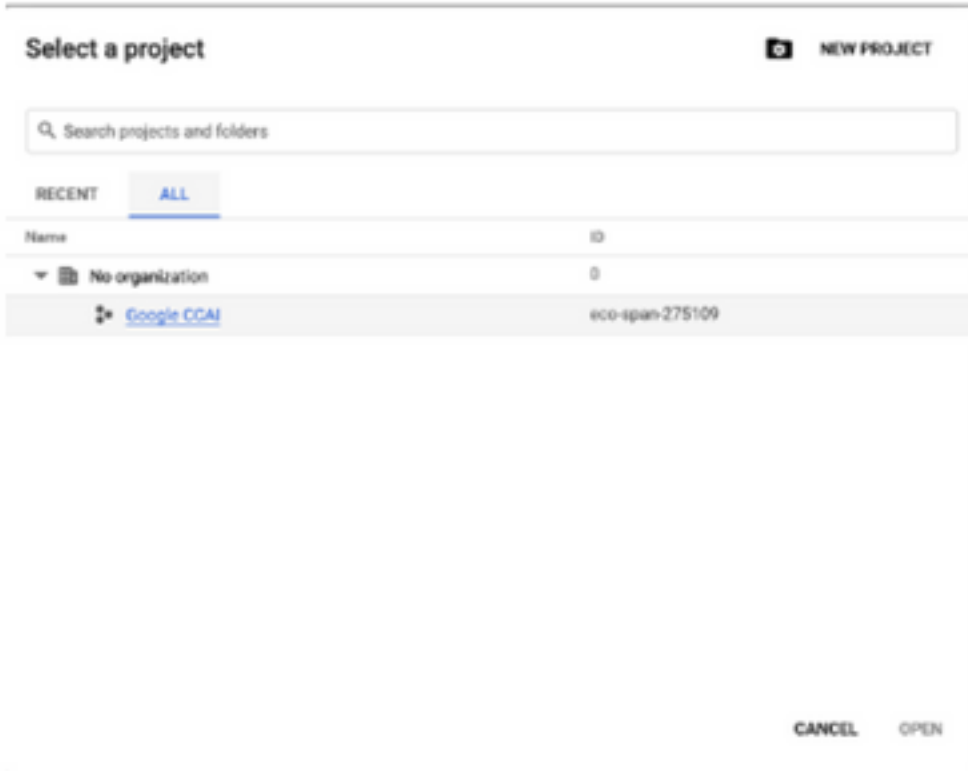 Select a project
NEW PROJECT
Search projects and folders
RECENT ALL
Name ID
No organization 0
Google CCAI eco-span-275109
CANCEL OPEN